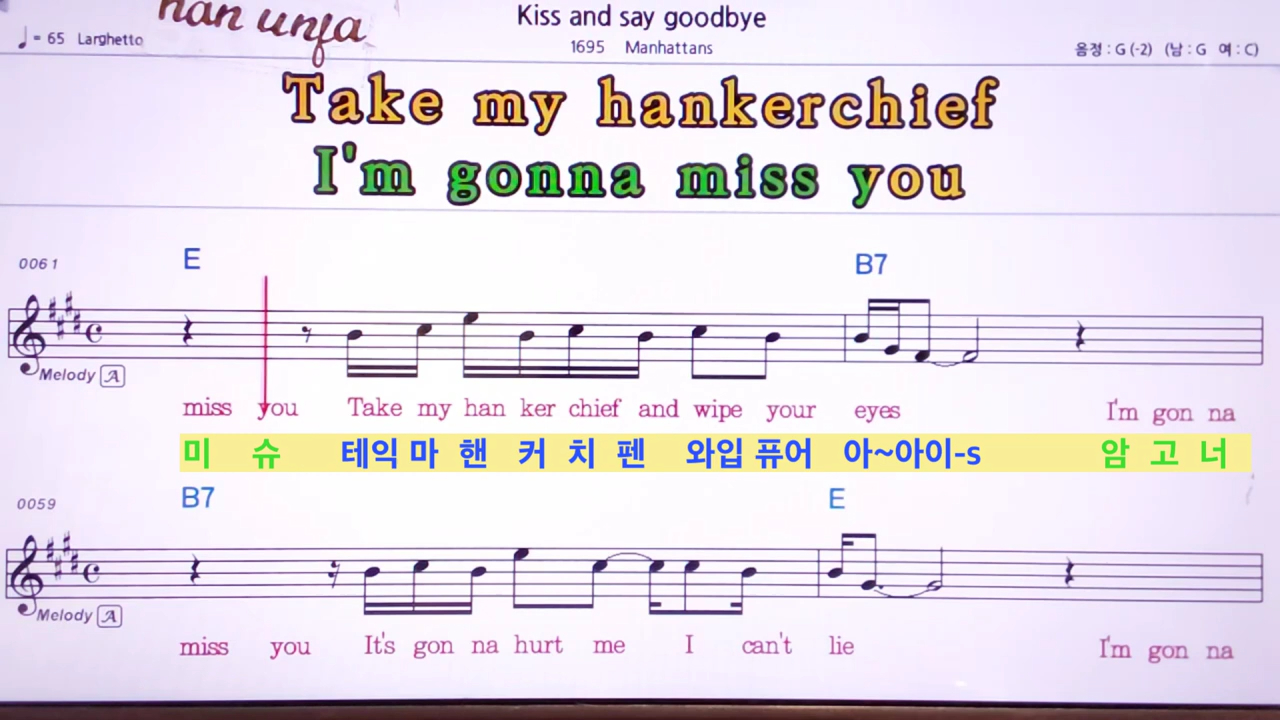 han unfa
Kiss and say goodbye
♩= 65 Larghetto
1695 Manhattans
음정 : G (-2) (남 : G 여 : C)
Take my hankerchief
I'm gonna miss you
0061
E B7
Melody A
miss you Take my han ker chief and wipe your eyes I'm gon na
미 슈 테익 마 핸 커 치 펜 와입 퓨어 아~아이-s 암 고 너
0059
B7 E
Melody A
miss you It's gon na hurt me I can't lie I'm gon na